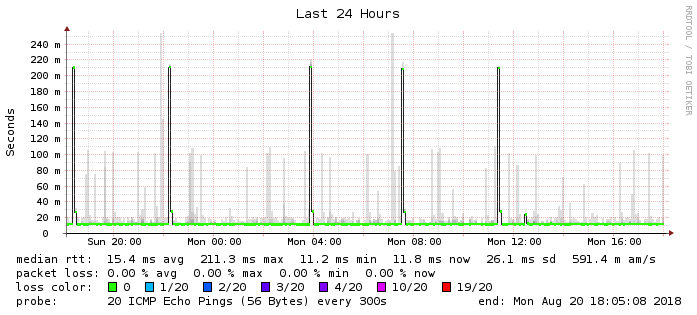 Last 24 Hours
RRDTOOL / TOBI OETIKER
Seconds
240 m
220 m
200 m
180 m
160 m
140 m
120 m
100 m
80 m
60 m
40 m
20 m
0
Sun 20:00 Mon 00:00 Mon 04:00 Mon 08:00 Mon 12:00 Mon 16:00
median rtt: 15.4 ms avg 211.3 ms max 11.2 ms min 11.8 ms now 26.1 ms sd 591.4 m am/s
packet loss: 0.00 % avg 0.00 % max 0.00 % min 0.00 % now
loss color: 0 1/20 2/20 3/20 4/20 10/20 19/20
probe: 20 ICMP Echo Pings (56 Bytes) every 300s end: Mon Aug 20 18:05:08 2018